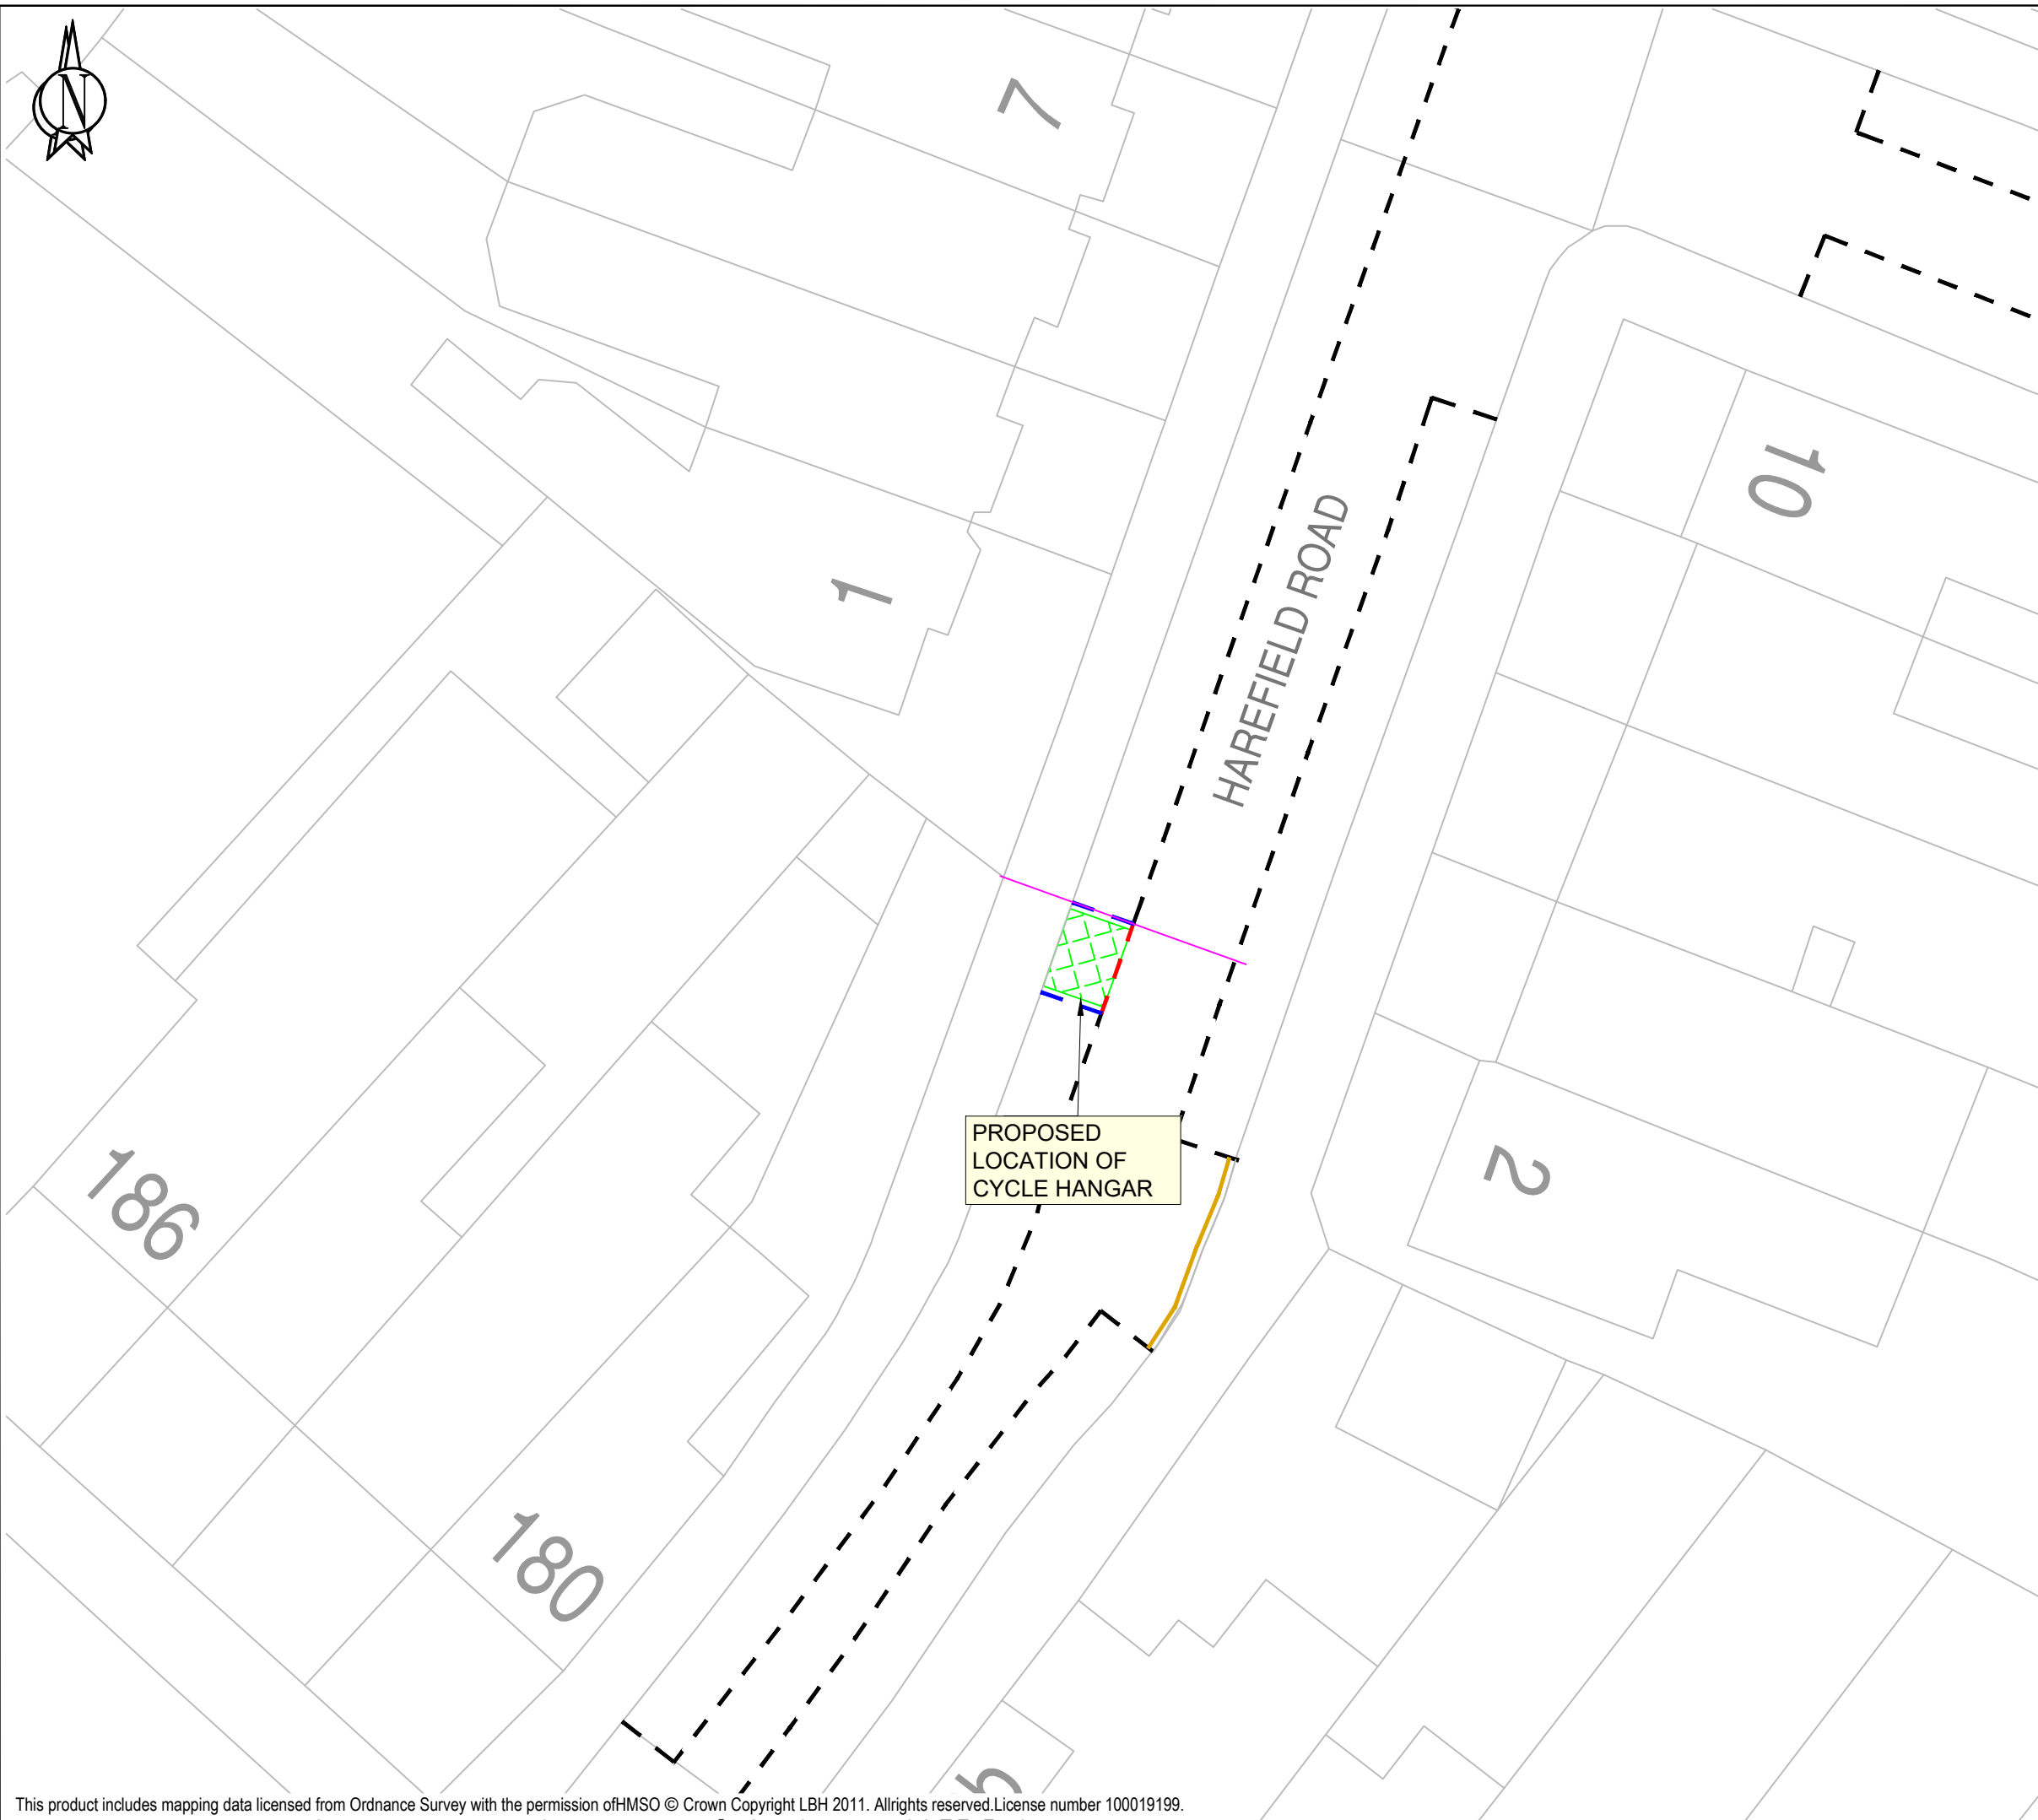 N
7
10
HAREFIELD ROAD
1
PROPOSED
LOCATION OF
CYCLE HANGAR
186
2
180
This product includes mapping data licensed from Ordnance Survey with the permission ofHMSO © Crown Copyright LBH 2011. Allrights reserved.License number 100019199.